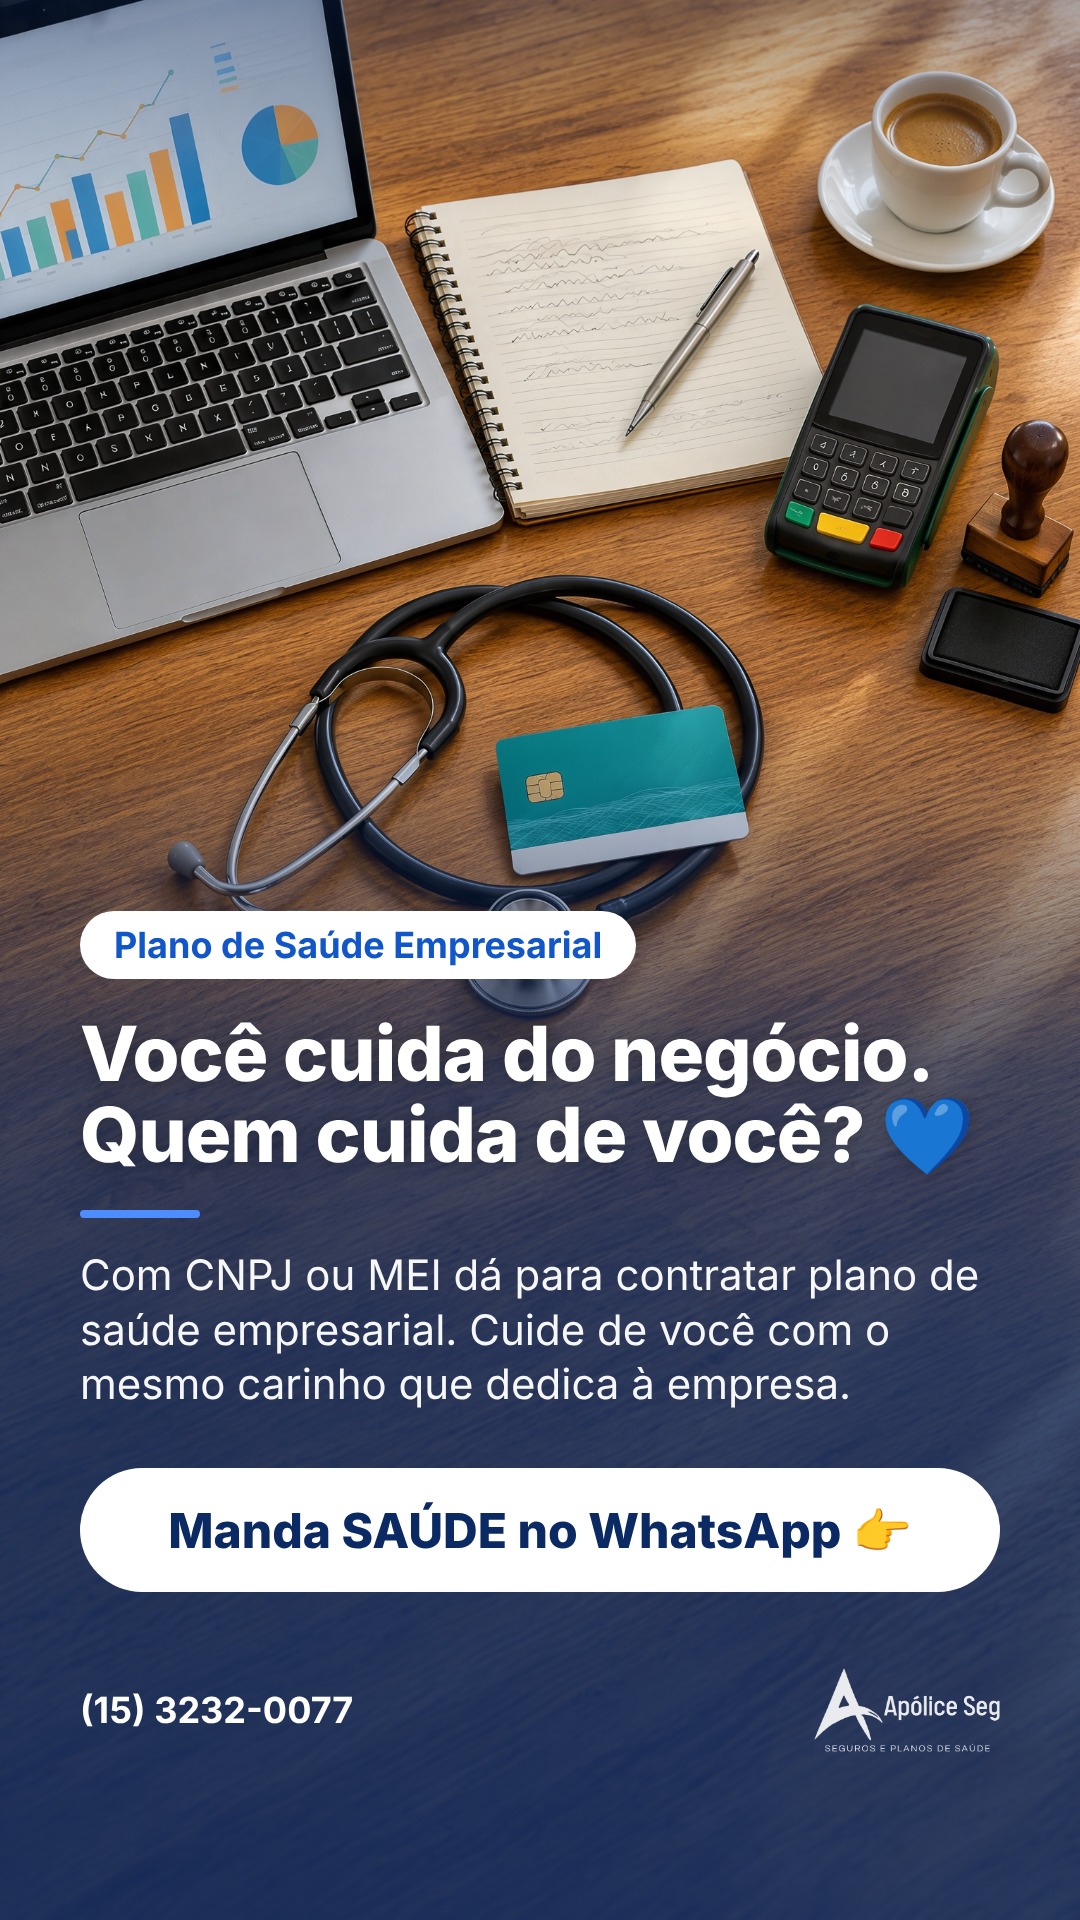 Plano de Saúde Empresarial
Você cuida do negócio.
Quem cuida de você? 💙
Com CNPJ ou MEI dá para contratar plano de
saúde empresarial. Cuide de você com o
mesmo carinho que dedica à empresa.
Manda SAÚDE no WhatsApp 👉
(15) 3232-0077
Apólice Seg
SEGUROS E PLANOS DE SAÚDE